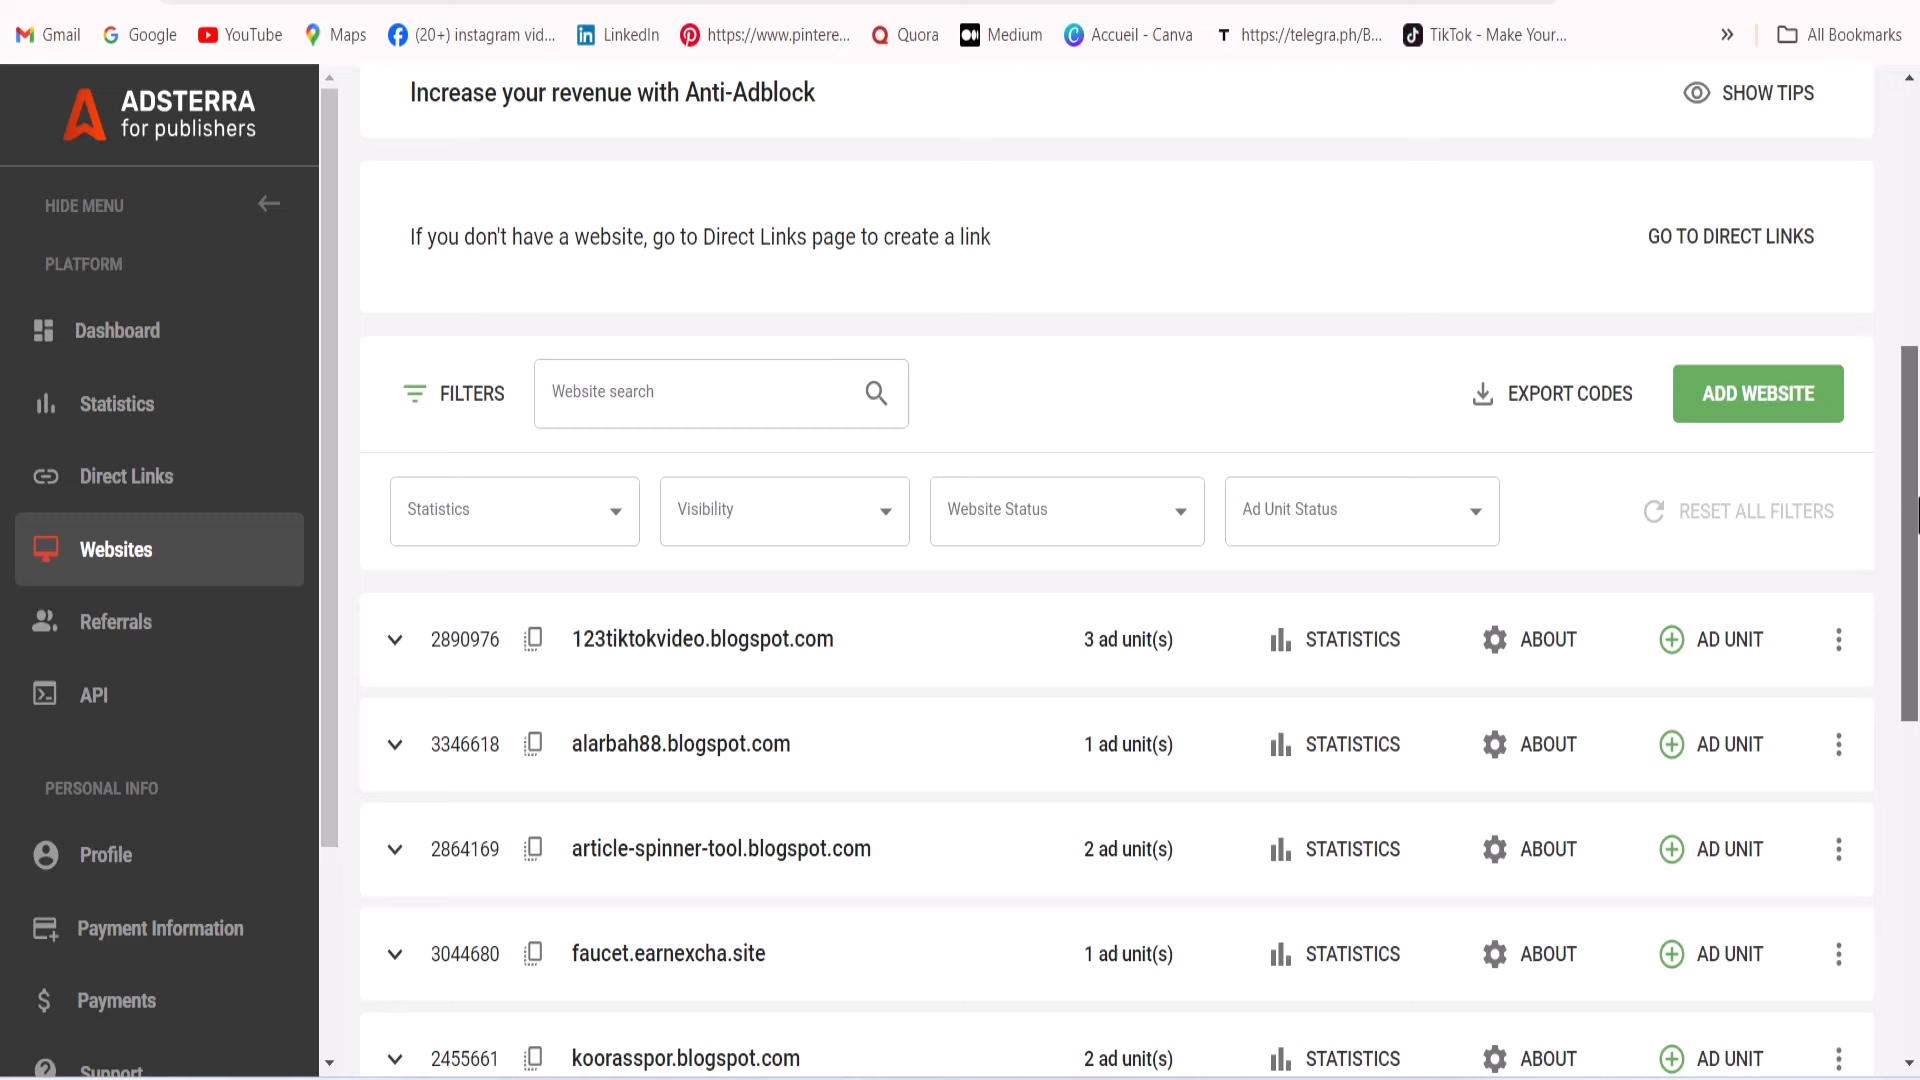 Gmail Google YouTube Maps (20+) instagram vid... LinkedIn https://www.pintere... Quora Medium Accueil - Canva T https://telegra.ph/B... TikTok - Make Your... » All Bookmarks
ADSTERRA
for publishers
HIDE MENU
PLATFORM
Dashboard
Statistics
Direct Links
Websites
Referrals
API
PERSONAL INFO
Profile
Payment Information
Payments
Support
Increase your revenue with Anti-Adblock SHOW TIPS
If you don't have a website, go to Direct Links page to create a link GO TO DIRECT LINKS
FILTERS Website search EXPORT CODES ADD WEBSITE
Statistics Visibility Website Status Ad Unit Status RESET ALL FILTERS
2890976 123tiktokvideo.blogspot.com 3 ad unit(s) STATISTICS ABOUT AD UNIT
3346618 alarbah88.blogspot.com 1 ad unit(s) STATISTICS ABOUT AD UNIT
2864169 article-spinner-tool.blogspot.com 2 ad unit(s) STATISTICS ABOUT AD UNIT
3044680 faucet.earnexcha.site 1 ad unit(s) STATISTICS ABOUT AD UNIT
2455661 koorasspor.blogspot.com 2 ad unit(s) STATISTICS ABOUT AD UNIT